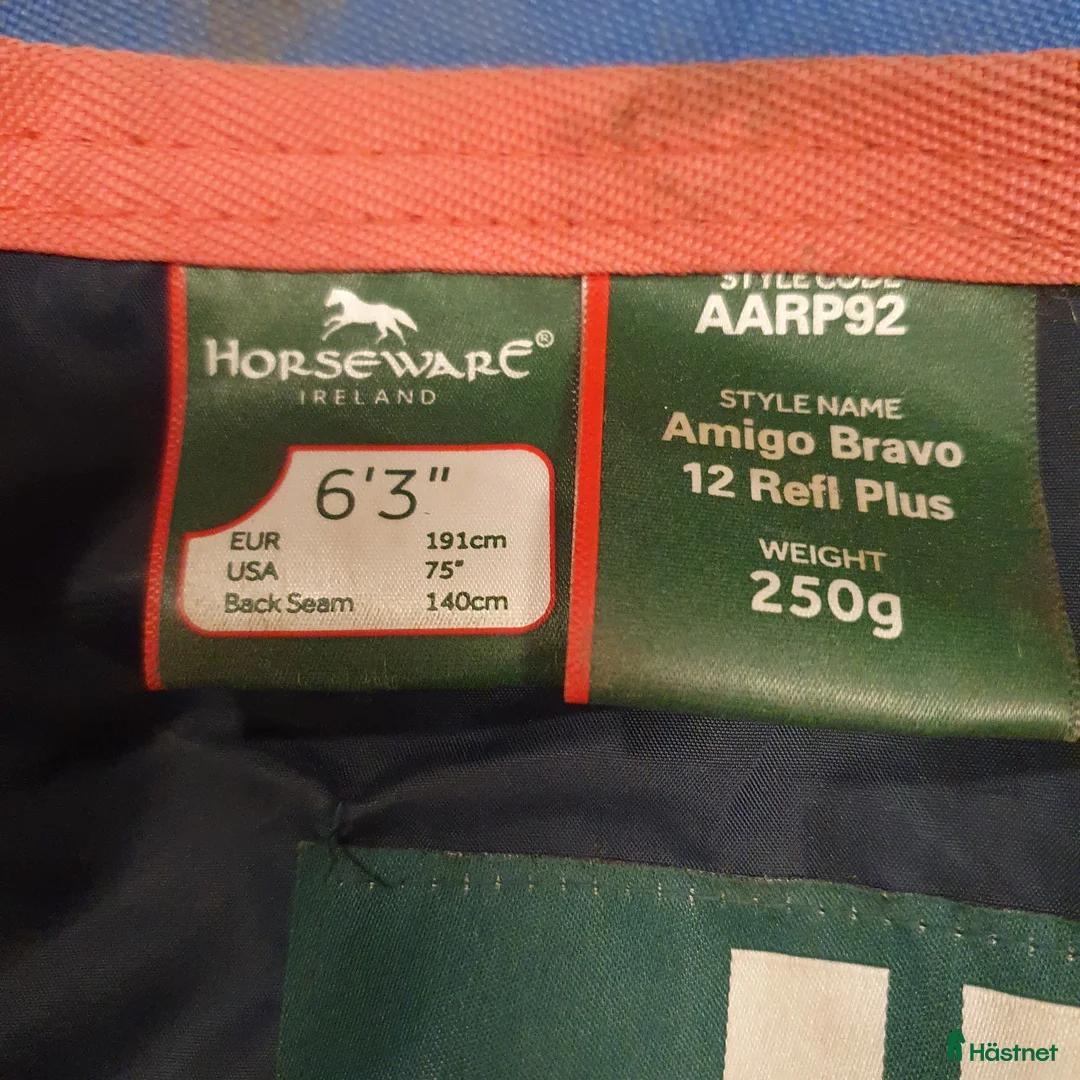 HORSEWARE®
IRELAND
6'3"
EUR 191cm
USA 75"
Back Seam 140cm
STYLE CODE
AARP92
STYLE NAME
Amigo Bravo
12 Refl Plus
WEIGHT
250g
Hästnet